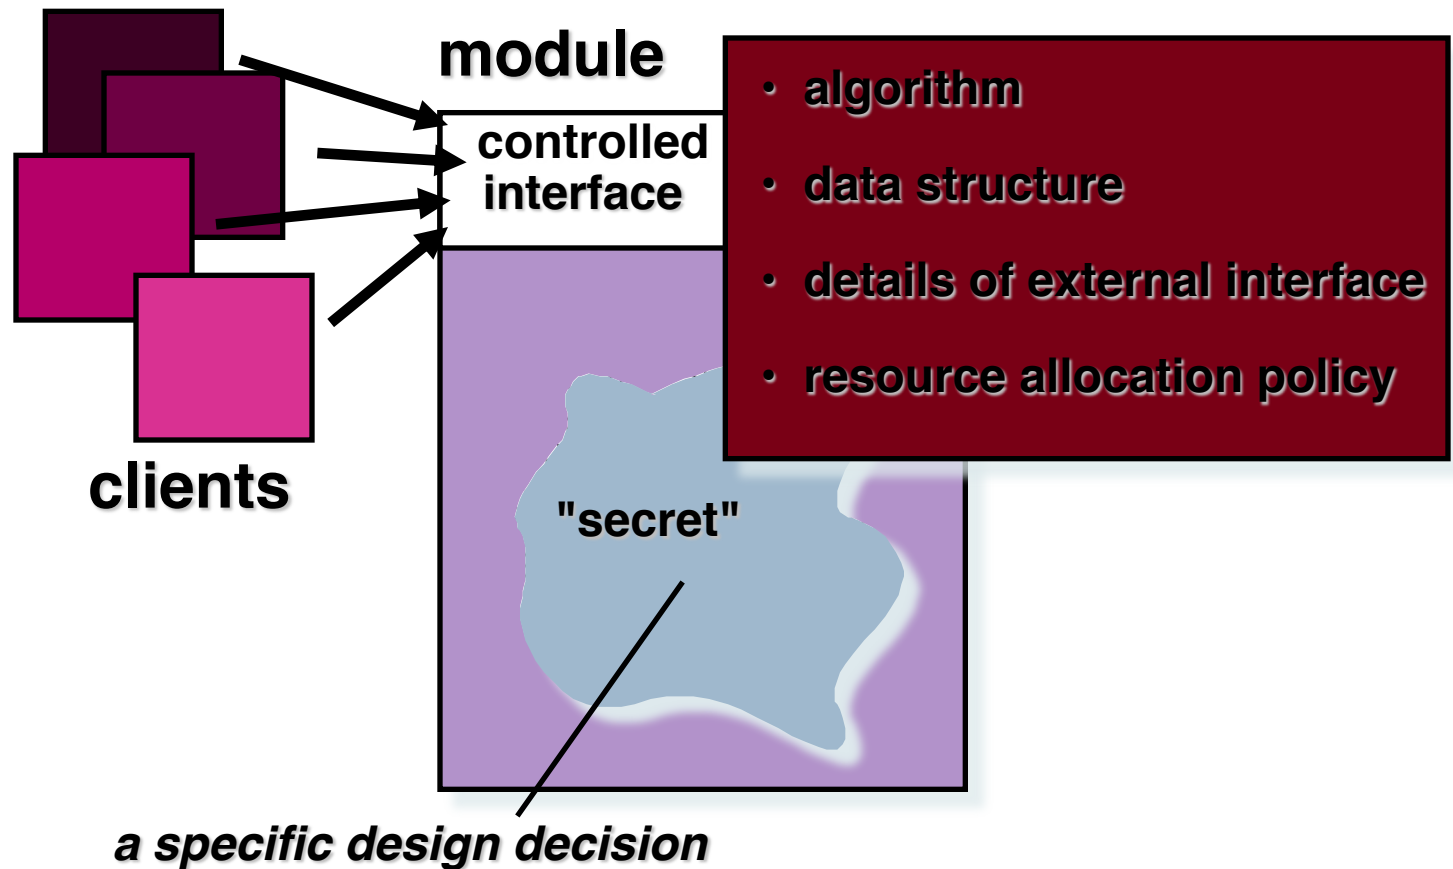 module
controlled
interface
• algorithm
• data structure
• details of external interface
• resource allocation policy
clients
"secret"
a specific design decision